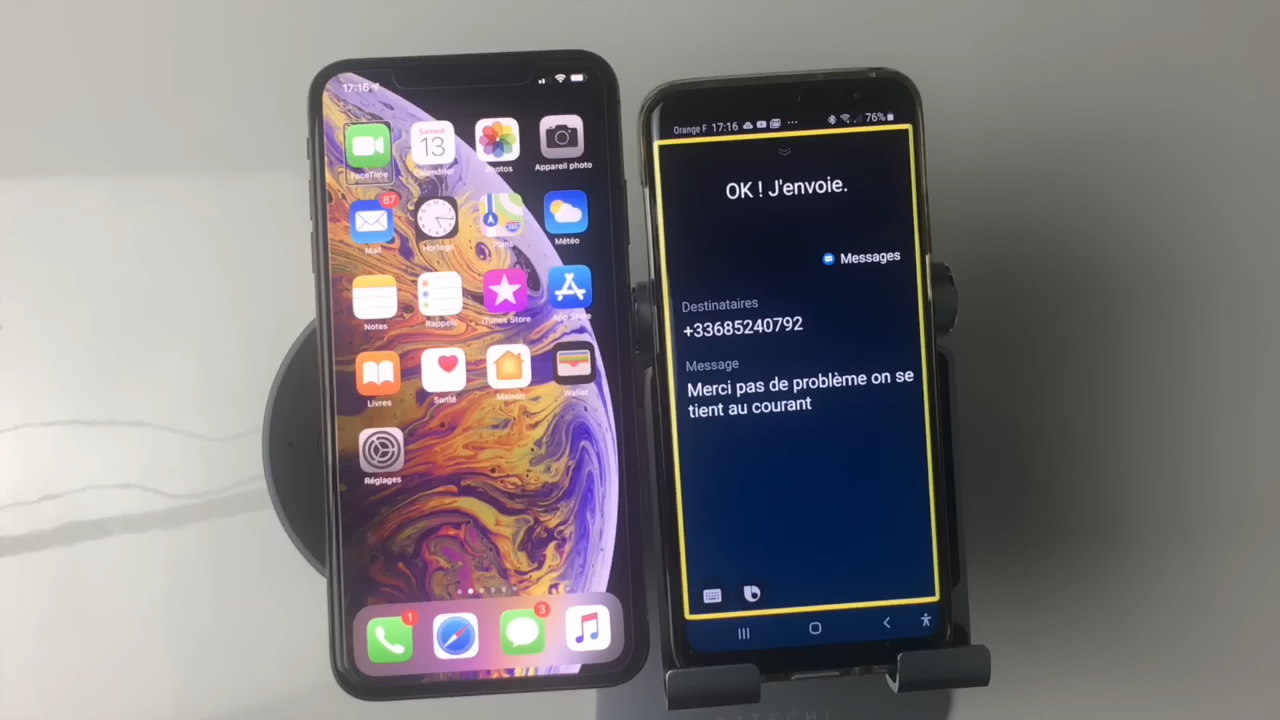 17:16
FaceTime
Samedi
13
Calendrier
Photos
Appareil photo
87
Mail
Horloge
Plans
Météo
Notes
Rappels
iTunes Store
App Store
Livres
Santé
Maison
Wallet
Réglages
1
3
Orange F 17:16
76%
OK ! J'envoie.
Messages
Destinataires
+33685240792
Message
Merci pas de problème on se
tient au courant
SATECHI